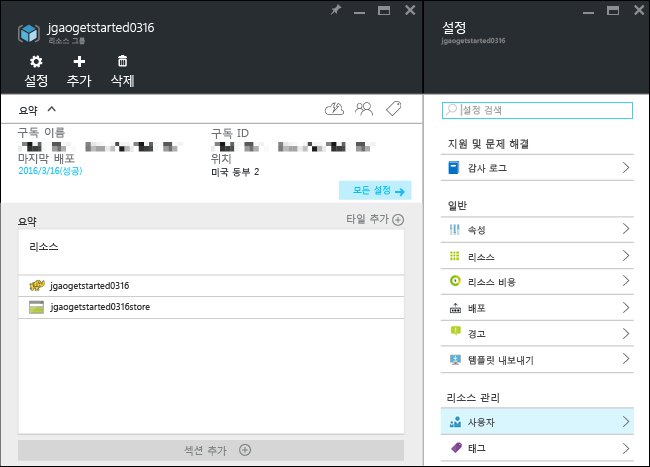 jgaogetstarted0316
리소스 그룹
설정 추가 삭제
요약
구독 이름
마지막 배포
2016/3/16(성공)
구독 ID
위치
미국 동부 2
모든 설정
요약
타일 추가
리소스
jgaogetstarted0316
jgaogetstarted0316store
섹션 추가
설정
jgaogetstarted0316
설정 검색
지원 및 문제 해결
감사 로그
일반
속성
리소스
리소스 비용
배포
경고
템플릿 내보내기
리소스 관리
사용자
태그